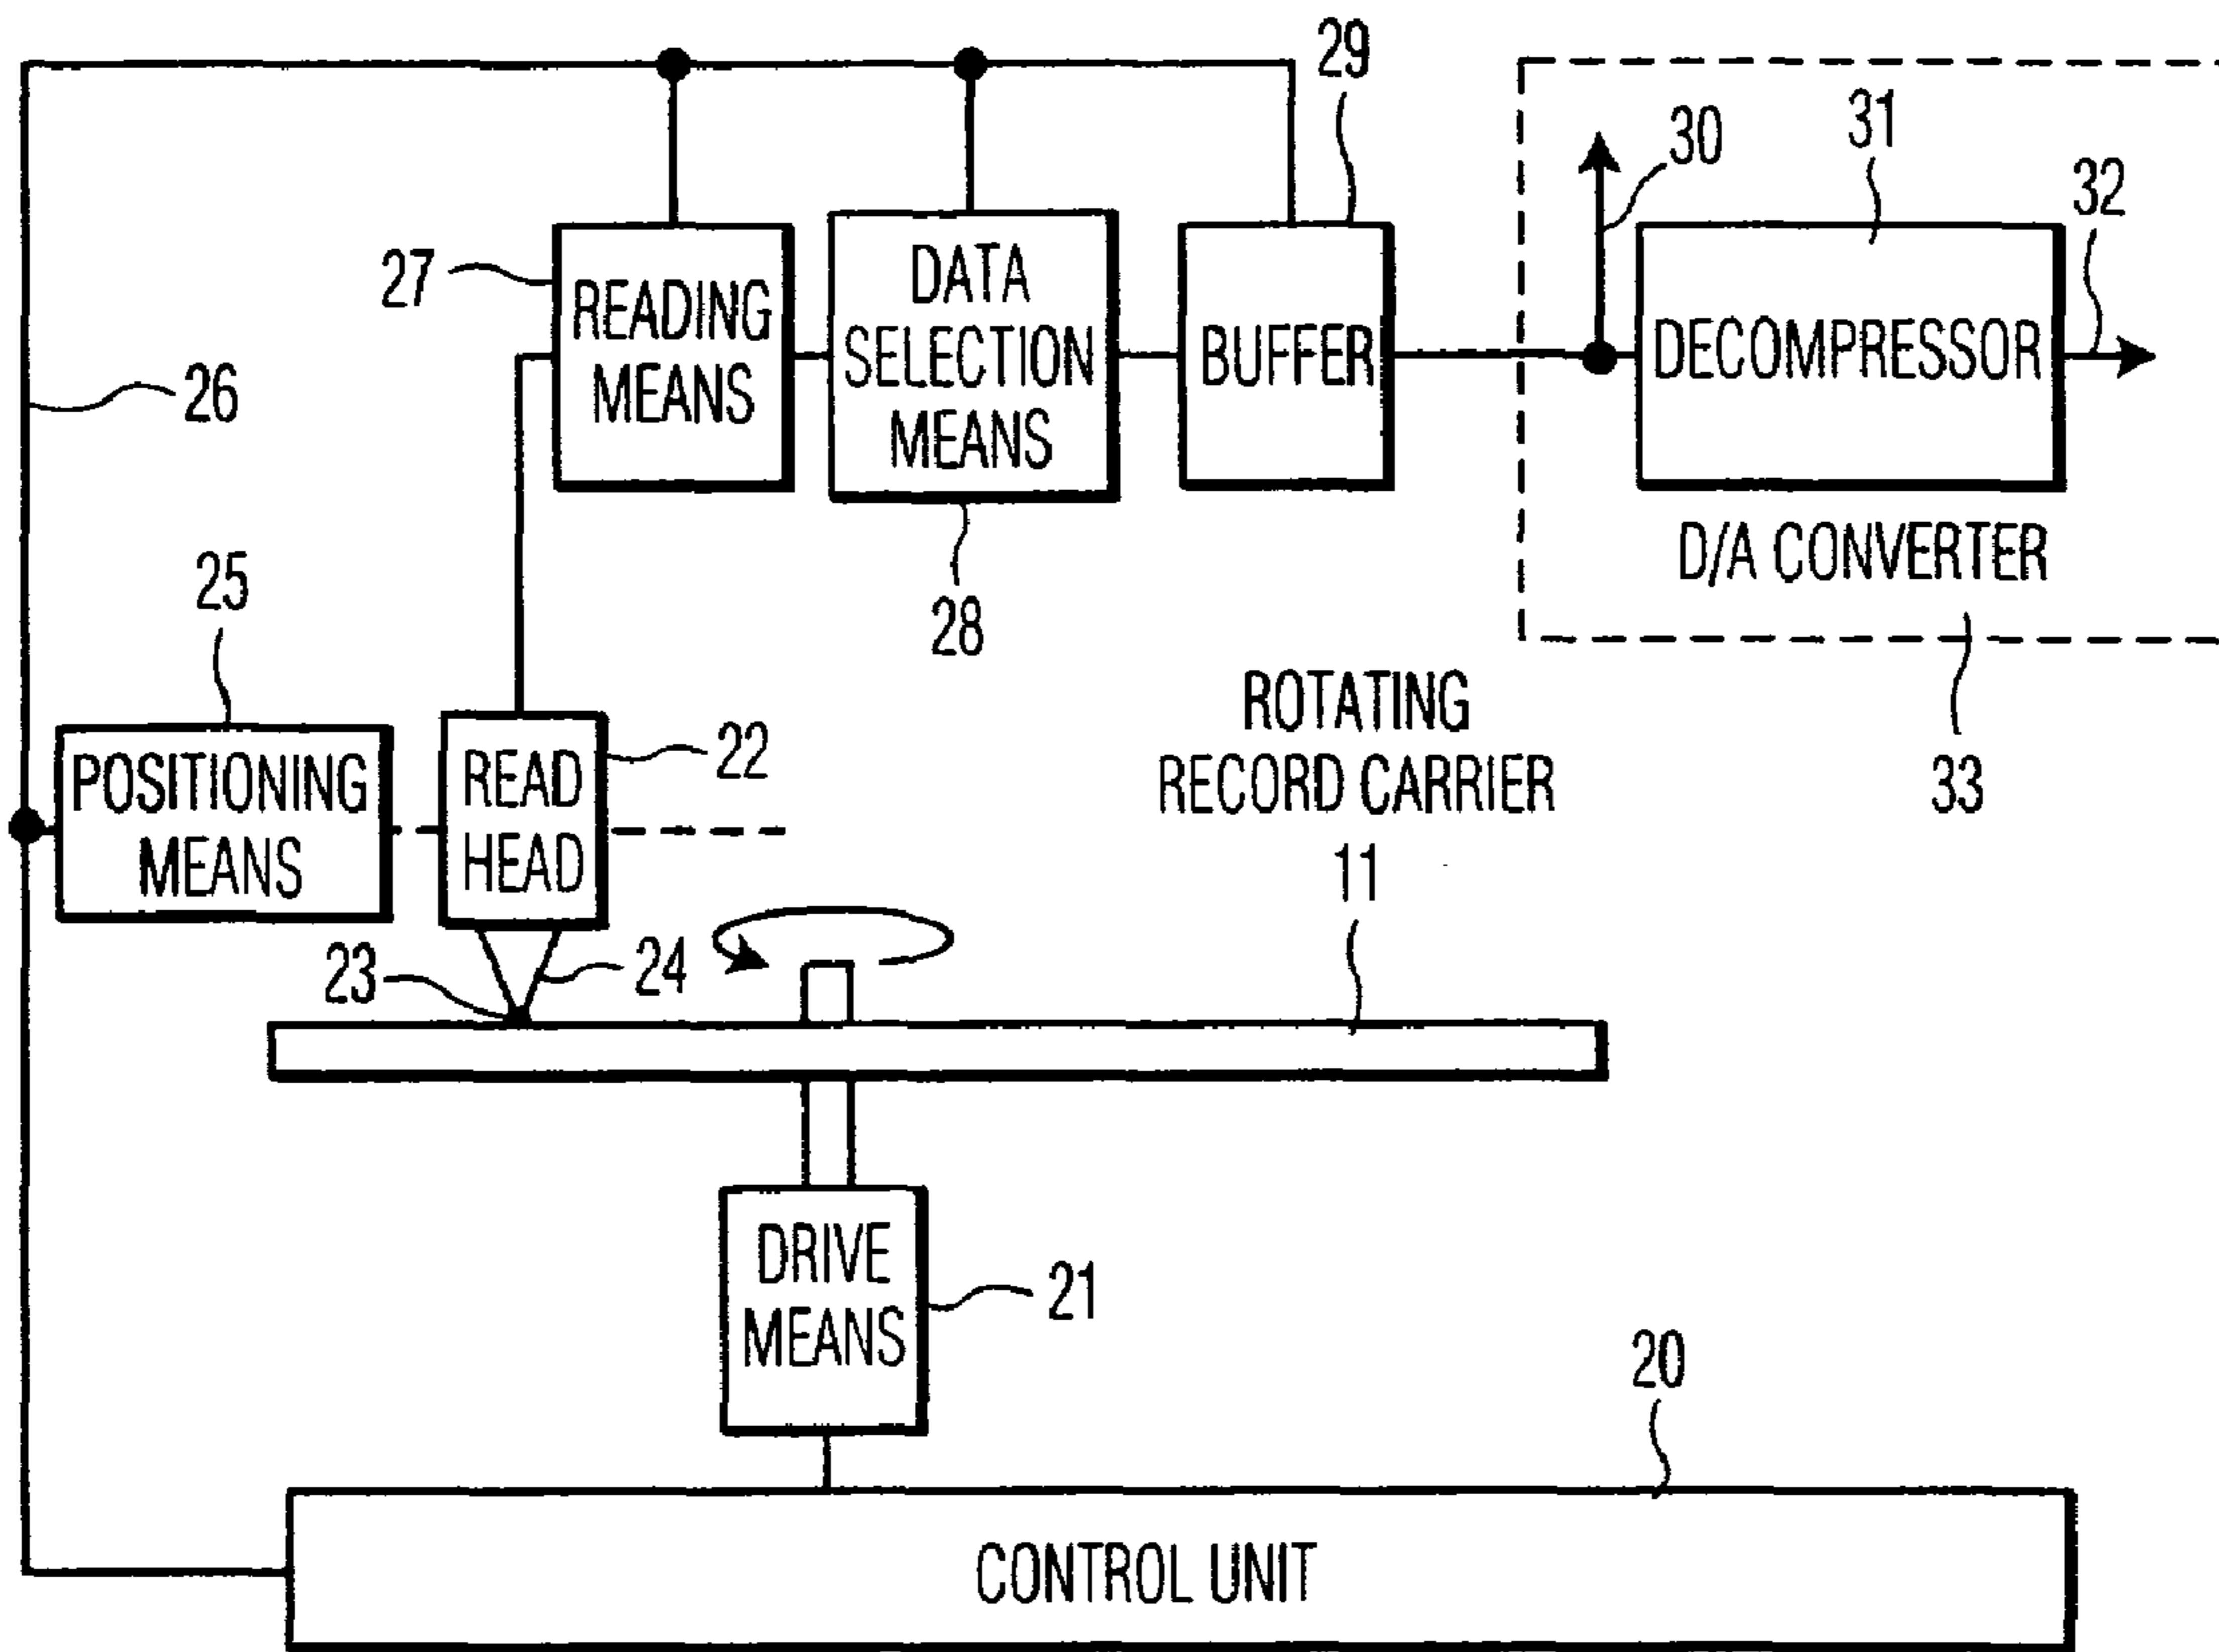 29
30
31
32
27
READING
MEANS
DATA
SELECTION
MEANS
BUFFER
DECOMPRESSOR
26
28
D/A CONVERTER
33
25
POSITIONING
MEANS
READ
HEAD
22
ROTATING
RECORD CARRIER
11
23
24
DRIVE
MEANS
21
20
CONTROL UNIT